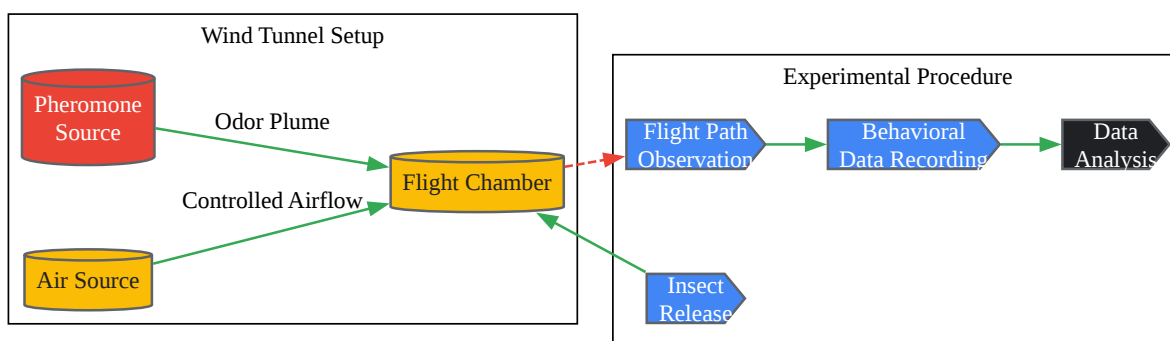 Wind Tunnel Setup
Pheromone
Source
Odor Plume
Flight Chamber
Controlled Airflow
Air Source
Experimental Procedure
Flight Path
Observation
Behavioral
Data Recording
Data
Analysis
Insect
Release